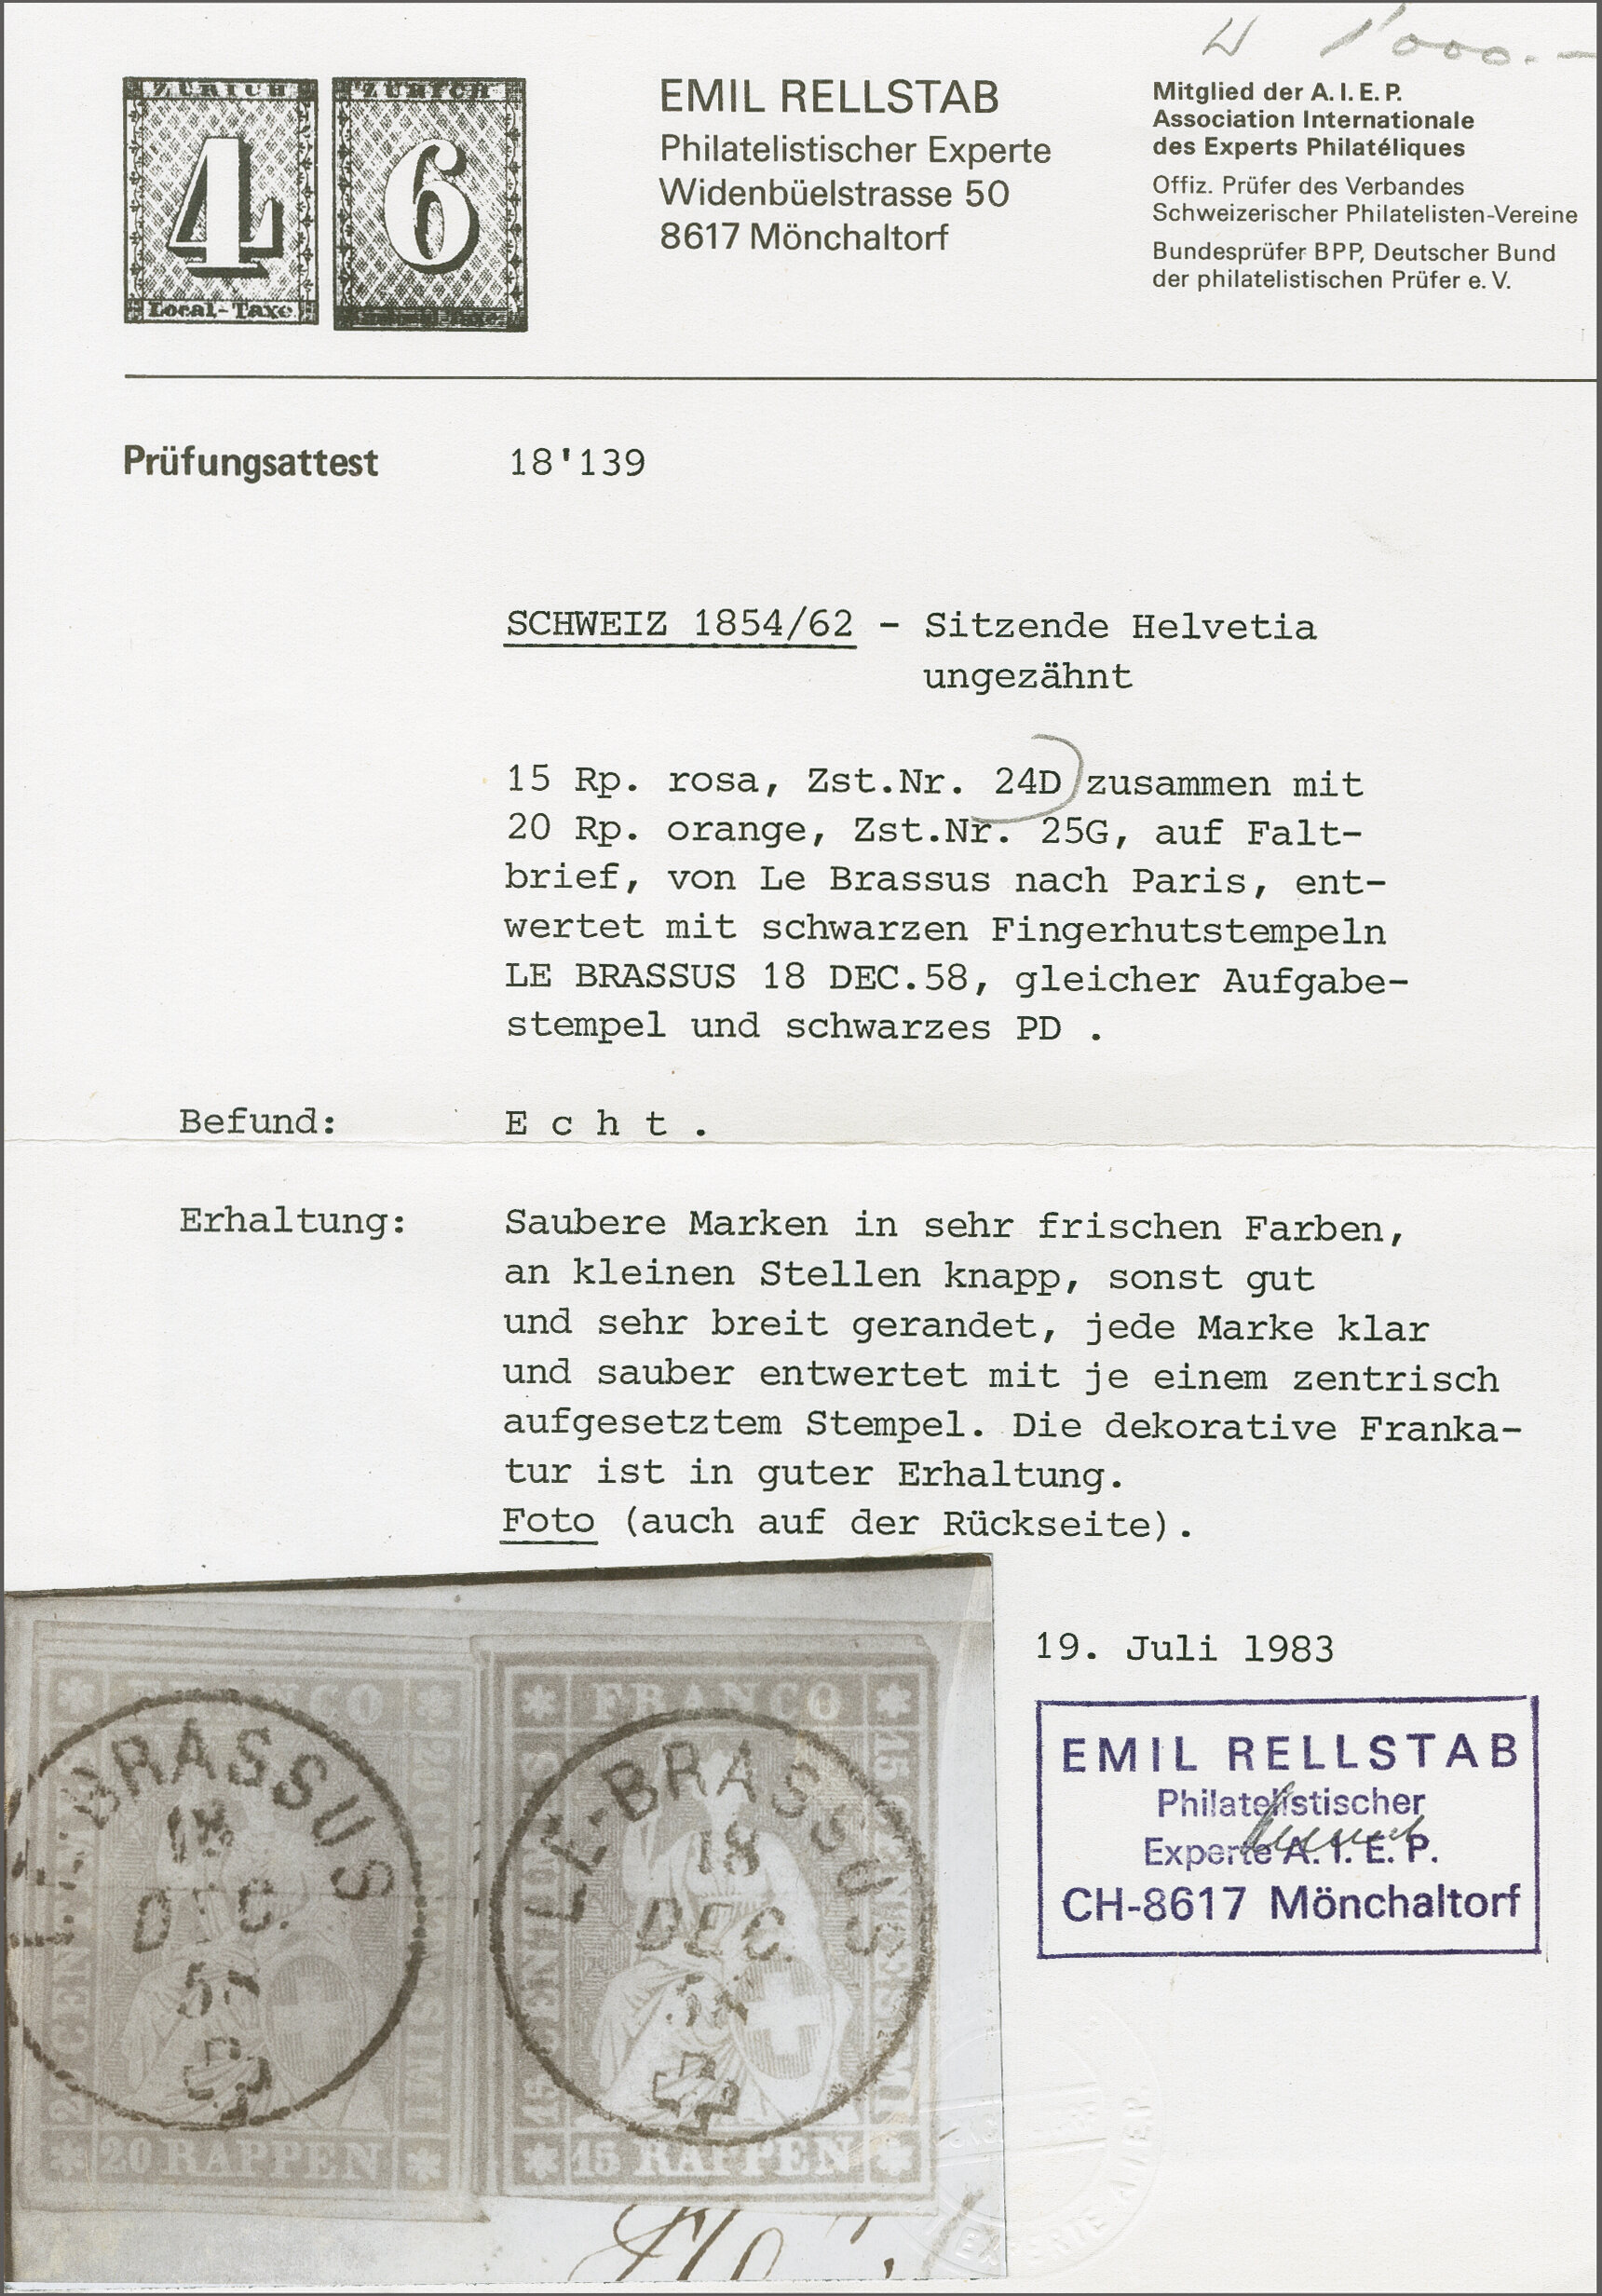 1'000.-
ZÜRICH
4
Local-Taxe
ZÜRICH
6
EMIL RELLSTAB
Philatelistischer Experte
Widenbüelstrasse 50
8617 Mönchaltorf
Mitglied der A.I.E.P.
Association Internationale
des Experts Philatéliques
Offiz. Prüfer des Verbandes
Schweizerischer Philatelisten-Vereine
Bundesprüfer BPP, Deutscher Bund
der philatelistischen Prüfer e.V.
Prüfungsattest 18'139
SCHWEIZ 1854/62 - Sitzende Helvetia
ungezähnt
15 Rp. rosa, Zst.Nr. 24D zusammen mit
20 Rp. orange, Zst.Nr. 25G, auf Falt-
brief, von Le Brassus nach Paris, ent-
wertet mit schwarzen Fingerhutstempeln
LE BRASSUS 18 DEC.58, gleicher Aufgabe-
stempel und schwarzes PD .
Befund: E c h t .
Erhaltung: Saubere Marken in sehr frischen Farben,
an kleinen Stellen knapp, sonst gut
und sehr breit gerandet, jede Marke klar
und sauber entwertet mit je einem zentrisch
aufgesetztem Stempel. Die dekorative Franka-
tur ist in guter Erhaltung.
Foto (auch auf der Rückseite).
FRANCO
BRASSUS
18
DEC.
20 RAPPEN
FRANCO
LE-BRASSUS
18
DEC.
15 RAPPEN
19. Juli 1983
EMIL RELLSTAB
Philatelistischer
Experte A.I.E.P.
CH-8617 Mönchaltorf
EXPERTE A.I.E.P.